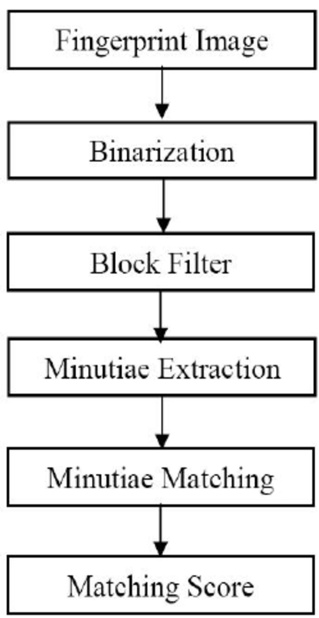 Fingerprint Image
Binarization
Block Filter
Minutiae Extraction
Minutiae Matching
Matching Score